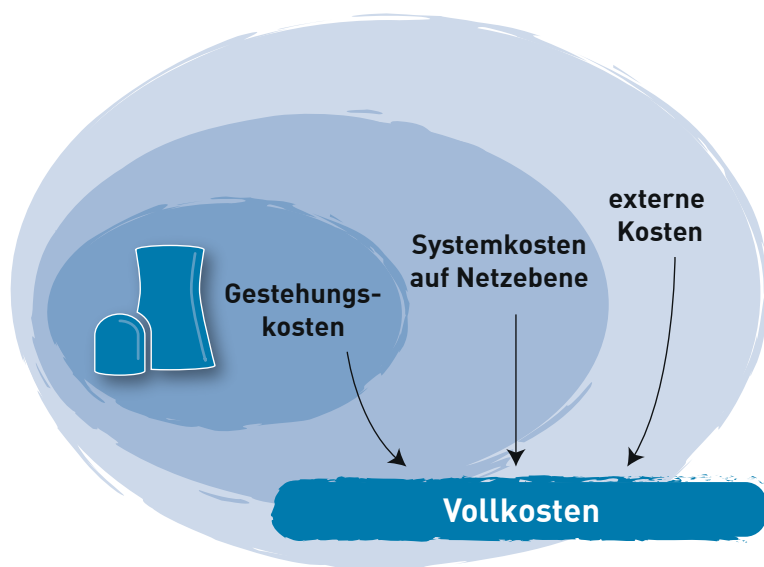 externe
Kosten
Systemkosten
auf Netzebene
Gestehungs-
kosten
Vollkosten